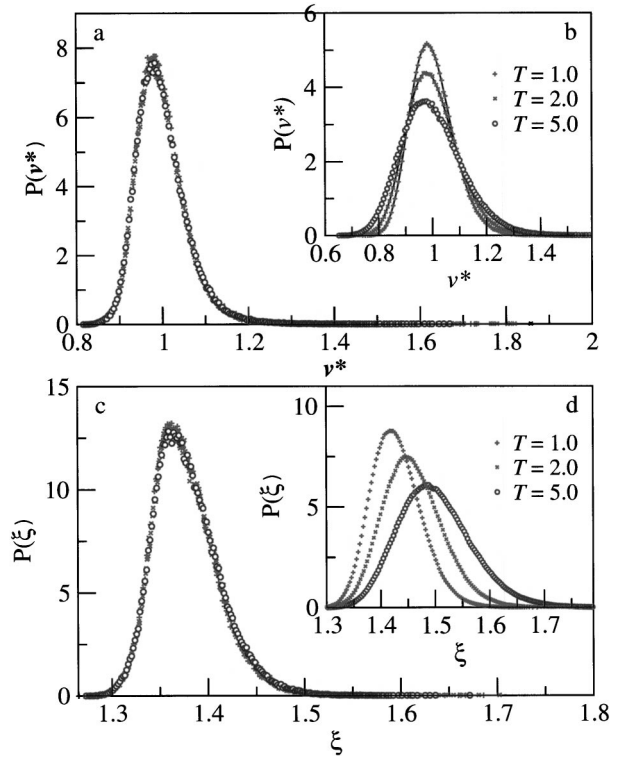 a
8
6
4
2
0
P(v*)
0.8
1
1.2
1.4
1.6
1.8
2
v*
b
6
4
2
0
P(v*)
T = 1.0
T = 2.0
T = 5.0
0.6
0.8
1
1.2
1.4
v*
c
15
10
5
0
P(ξ)
1.3
1.4
1.5
1.6
1.7
1.8
ξ
d
10
5
0
P(ξ)
T = 1.0
T = 2.0
T = 5.0
1.3
1.4
1.5
1.6
1.7
ξ